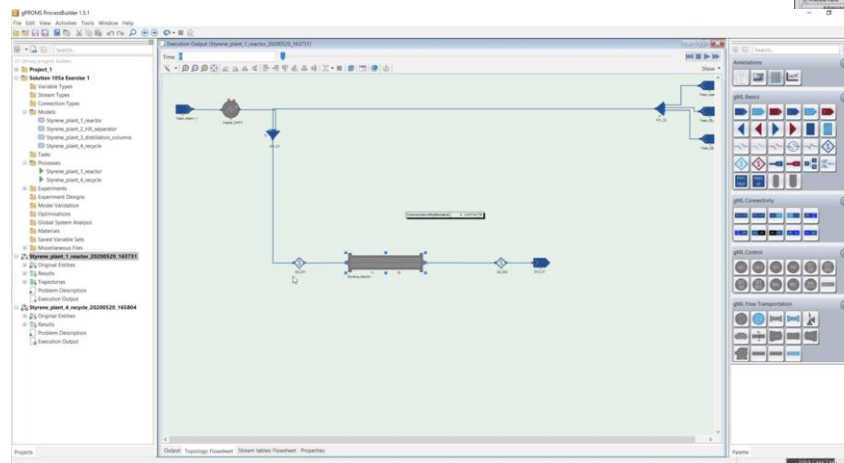 gPROMS ProcessBuilder 1.5.1
File Edit View Activities Tools Window Help
Search...
Project_1
Solution 103a Exercise 1
Variable Types
Stream Types
Connection Types
Models
Styrene_plant_1_reactor
Styrene_plant_2_HX_separator
Styrene_plant_3_distillation_columns
Styrene_plant_4_recycle
Tasks
Processes
Styrene_plant_1_reactor
Styrene_plant_4_recycle
Experiments
Experiment Designs
Model Validation
Optimisations
Global System Analysis
Materials
Saved Variable Sets
Miscellaneous Files
Styrene_plant_1_reactor_20200520_163731
Original Entities
Results
Trajectories
Problem Description
Execution Output
Styrene_plant_4_recycle_20200520_165804
Original Entities
Results
Problem Description
Execution Output
Projects
Execution Output (Styrene_plant_1_reactor_20200520_163731)
Time
Show
Output Topology Flowsheet Stream tables Flowsheet Properties
Search...
Annotations
gML Basics
gML Connectivity
gML Control
gML Flow Transportation
Palette